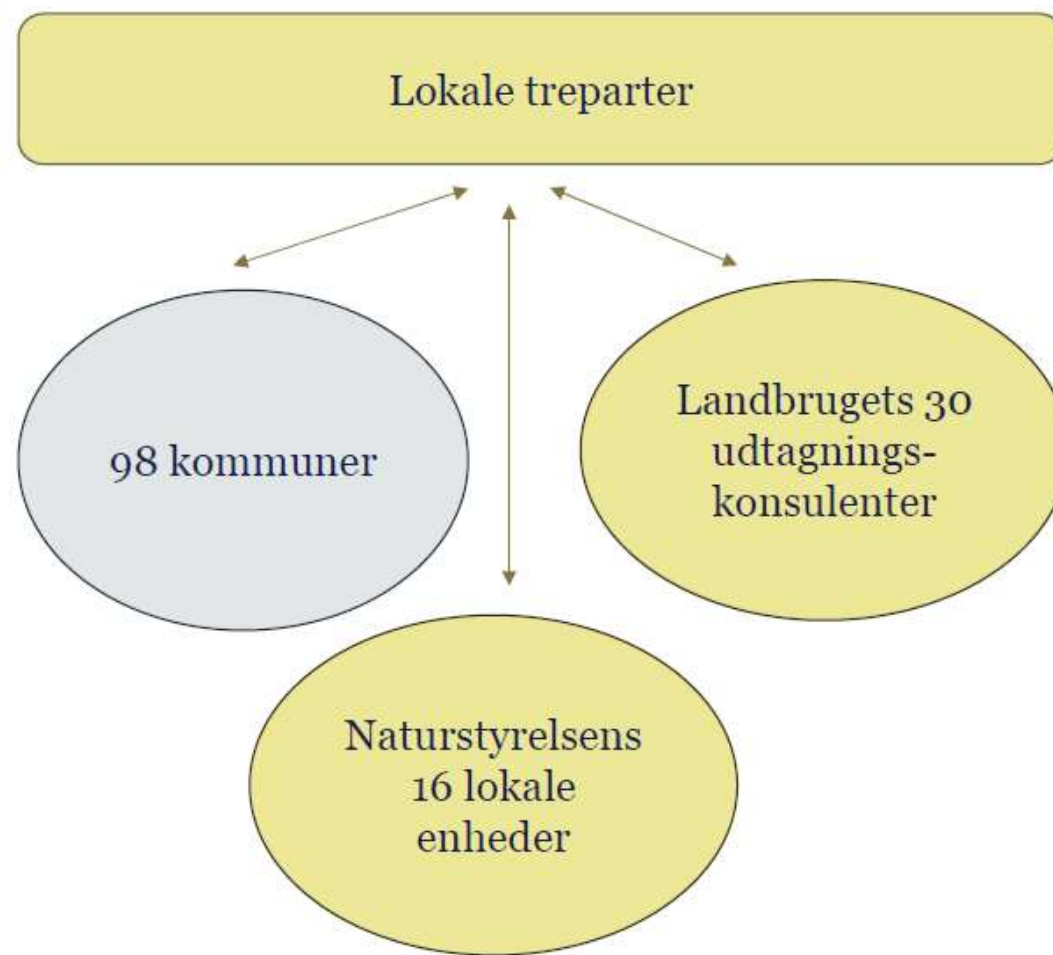 Lokale treparter
98 kommuner
Landbrugets 30
udtagnings-
konsulenter
Naturstyrelsens
16 lokale
enheder